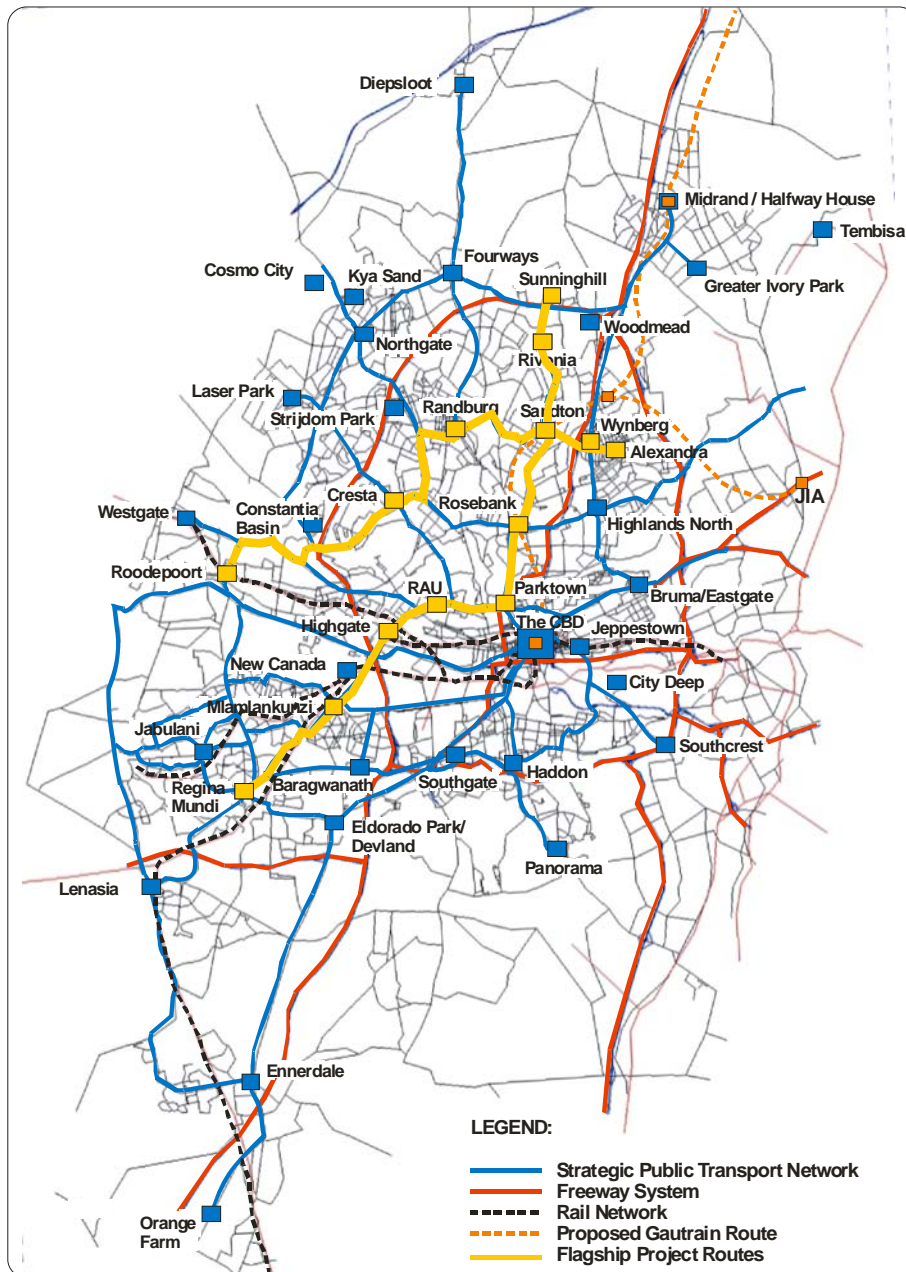 Diepsloot
Midrand / Halfway House
Tembisa
Fourways
Cosmo City
Kya Sand
Sunninghill
Greater Ivory Park
Woodmead
Northgate
Rivonia
Laser Park
Strijdom Park
Randburg
Sandton
Wynberg
Alexandra
Cresta
Rosebank
JIA
Constantia
Basin
Westgate
Highlands North
Roodepoort
RAU
Parktown
Bruma/Eastgate
Highgate
The CBD
Jeppestown
New Canada
City Deep
Mlamlankunzi
Jabulani
Southcrest
Regina
Mundi
Baragwanath
Southgate
Haddon
Eldorado Park/
Devland
Panorama
Lenasia
Ennerdale
Orange
Farm
LEGEND:
Strategic Public Transport Network
Freeway System
Rail Network
Proposed Gautrain Route
Flagship Project Routes